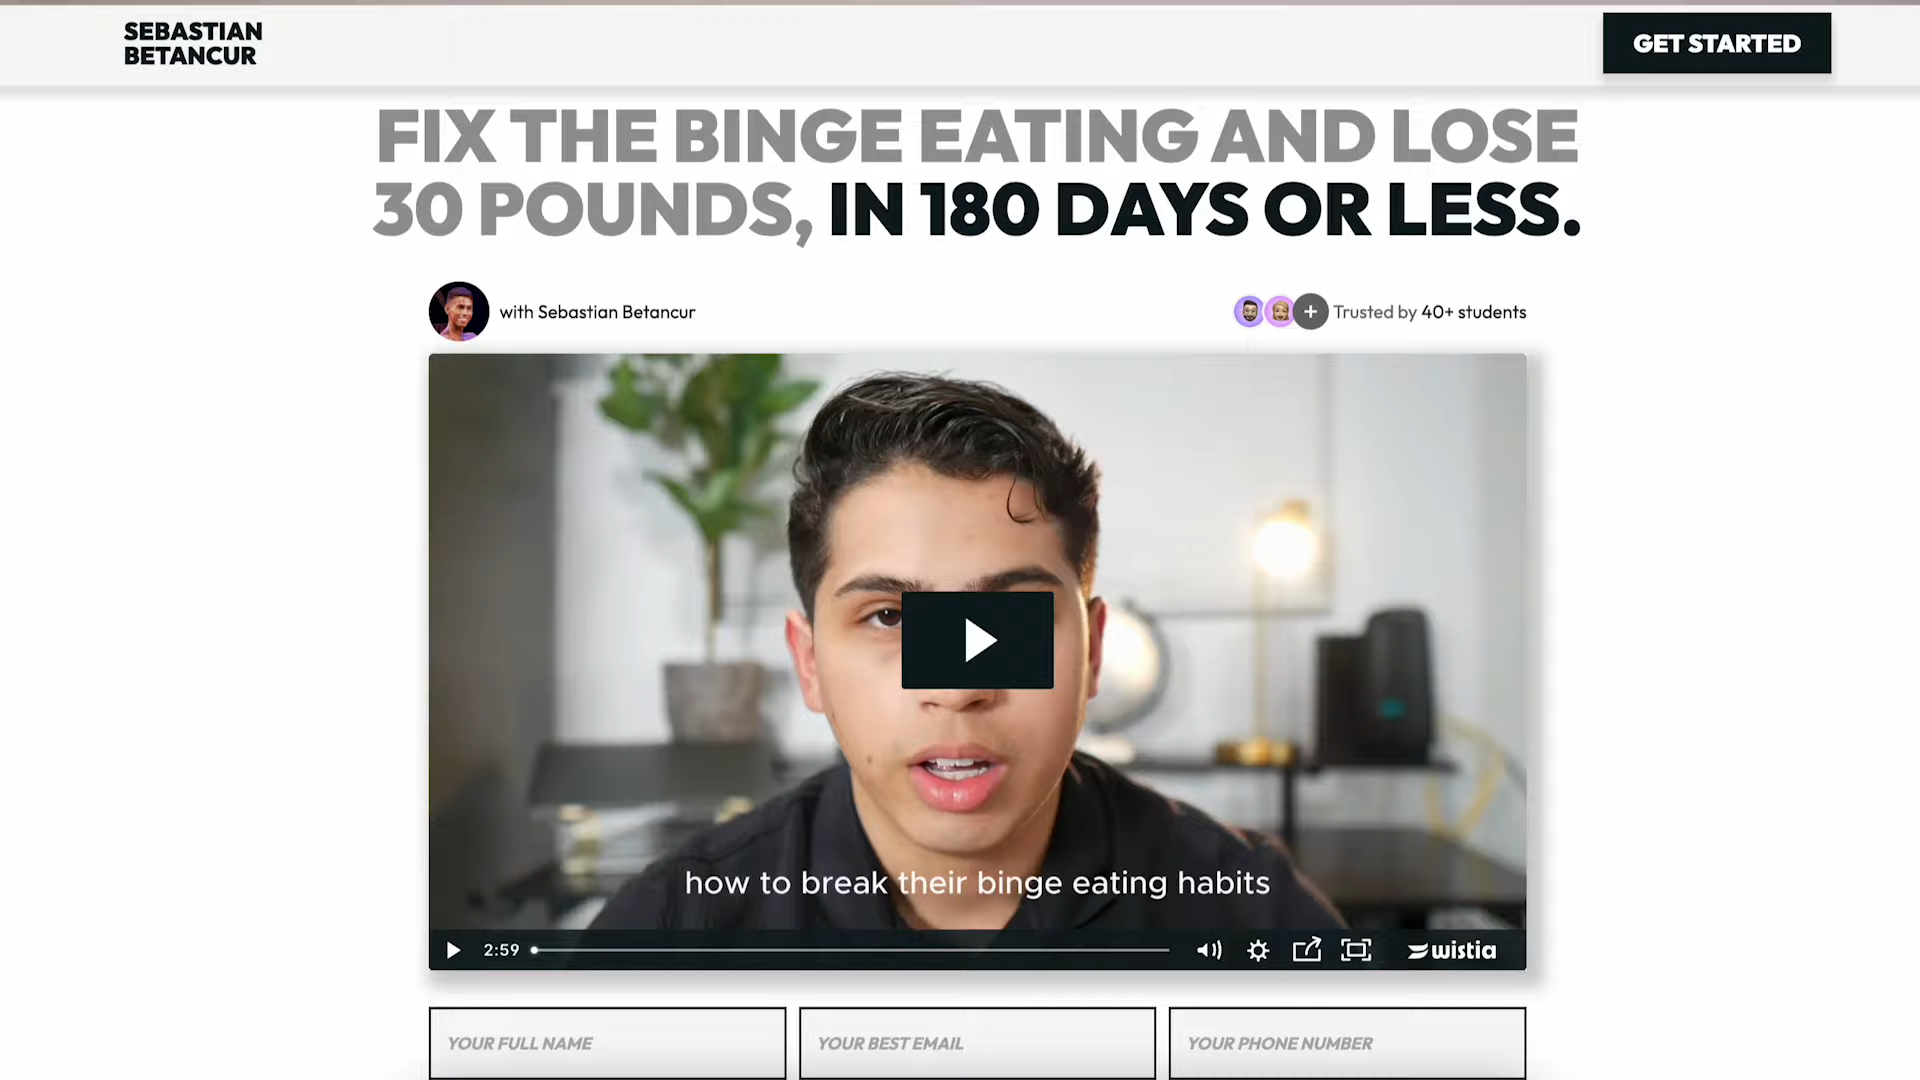 SEBASTIAN
BETANCUR
GET STARTED
FIX THE BINGE EATING AND LOSE
30 POUNDS, IN 180 DAYS OR LESS.
with Sebastian Betancur
+ Trusted by 40+ students
how to break their binge eating habits
2:59
wistia
YOUR FULL NAME
YOUR BEST EMAIL
YOUR PHONE NUMBER